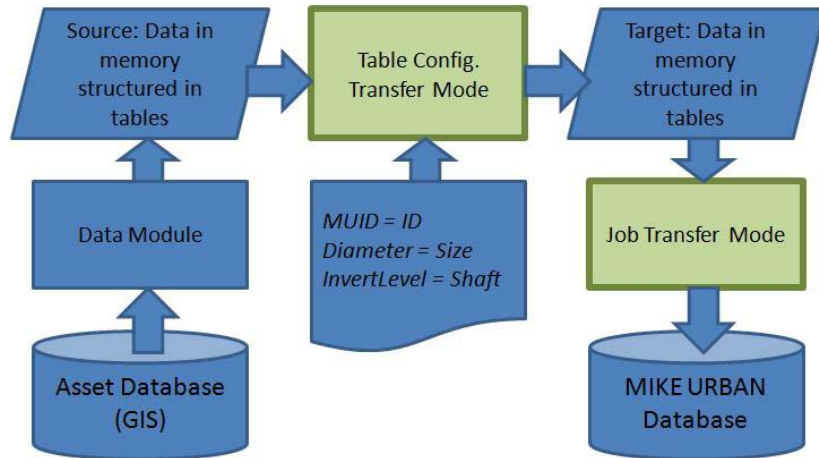 Source: Data in
memory
structured in
tables
Table Config.
Transfer Mode
Target: Data in
memory
structured in
tables
Data Module
MUID = ID
Diameter = Size
InvertLevel = Shaft
Job Transfer Mode
Asset Database
(GIS)
MIKE URBAN
Database